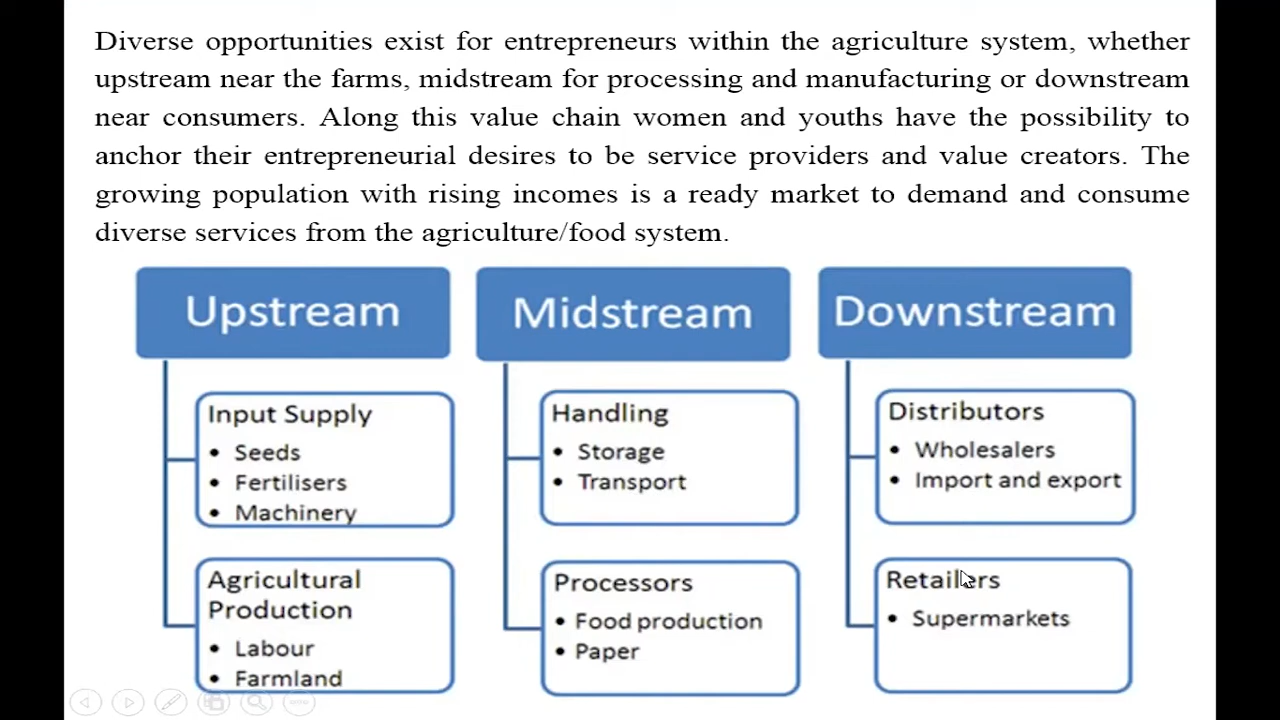 Diverse opportunities exist for entrepreneurs within the agriculture system, whether
upstream near the farms, midstream for processing and manufacturing or downstream
near consumers. Along this value chain women and youths have the possibility to
anchor their entrepreneurial desires to be service providers and value creators. The
growing population with rising incomes is a ready market to demand and consume
diverse services from the agriculture/food system.
Upstream
Input Supply
• Seeds
• Fertilisers
• Machinery
Agricultural
Production
• Labour
• Farmland
Midstream
Handling
• Storage
• Transport
Processors
• Food production
• Paper
Downstream
Distributors
• Wholesalers
• Import and export
Retailers
• Supermarkets